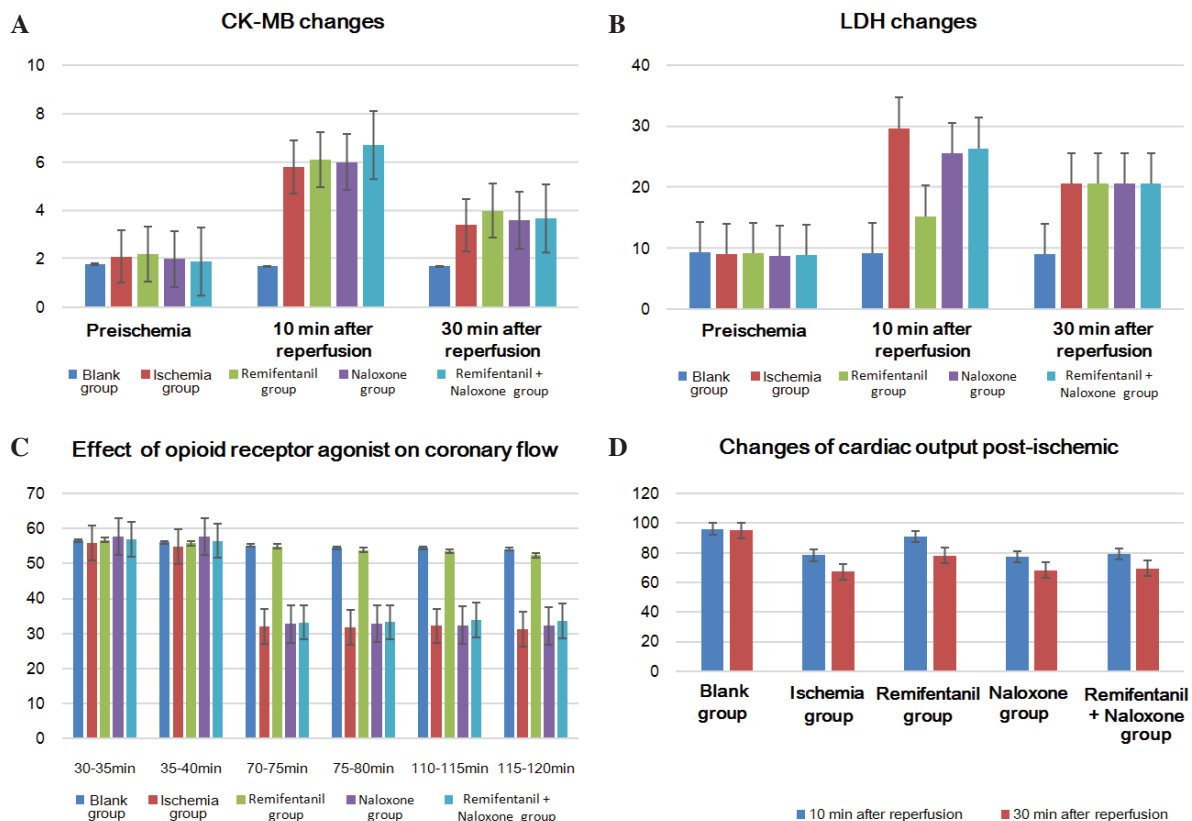 A
CK-MB changes
10
8
6
4
2
0
Preischemia
10 min after
reperfusion
30 min after
reperfusion
Blank
group
Ischemia
group
Remifentanil
group
Naloxone
group
Remifentanil +
Naloxone group
B
LDH changes
40
30
20
10
0
Preischemia
10 min after
reperfusion
30 min after
reperfusion
Blank
group
Ischemia
group
Remifentanil
group
Naloxone
group
Remifentanil +
Naloxone group
C
Effect of opioid receptor agonist on coronary flow
70
60
50
40
30
20
10
0
30-35min
35-40min
70-75min
75-80min
110-115min
115-120min
Blank
group
Ischemia
group
Remifentanil
group
Naloxone
group
Remifentanil +
Naloxone group
D
Changes of cardiac output post-ischemic
120
100
80
60
40
20
0
Blank
group
Ischemia
group
Remifentanil
group
Naloxone
group
Remifentanil
+ Naloxone
group
10 min after reperfusion
30 min after reperfusion